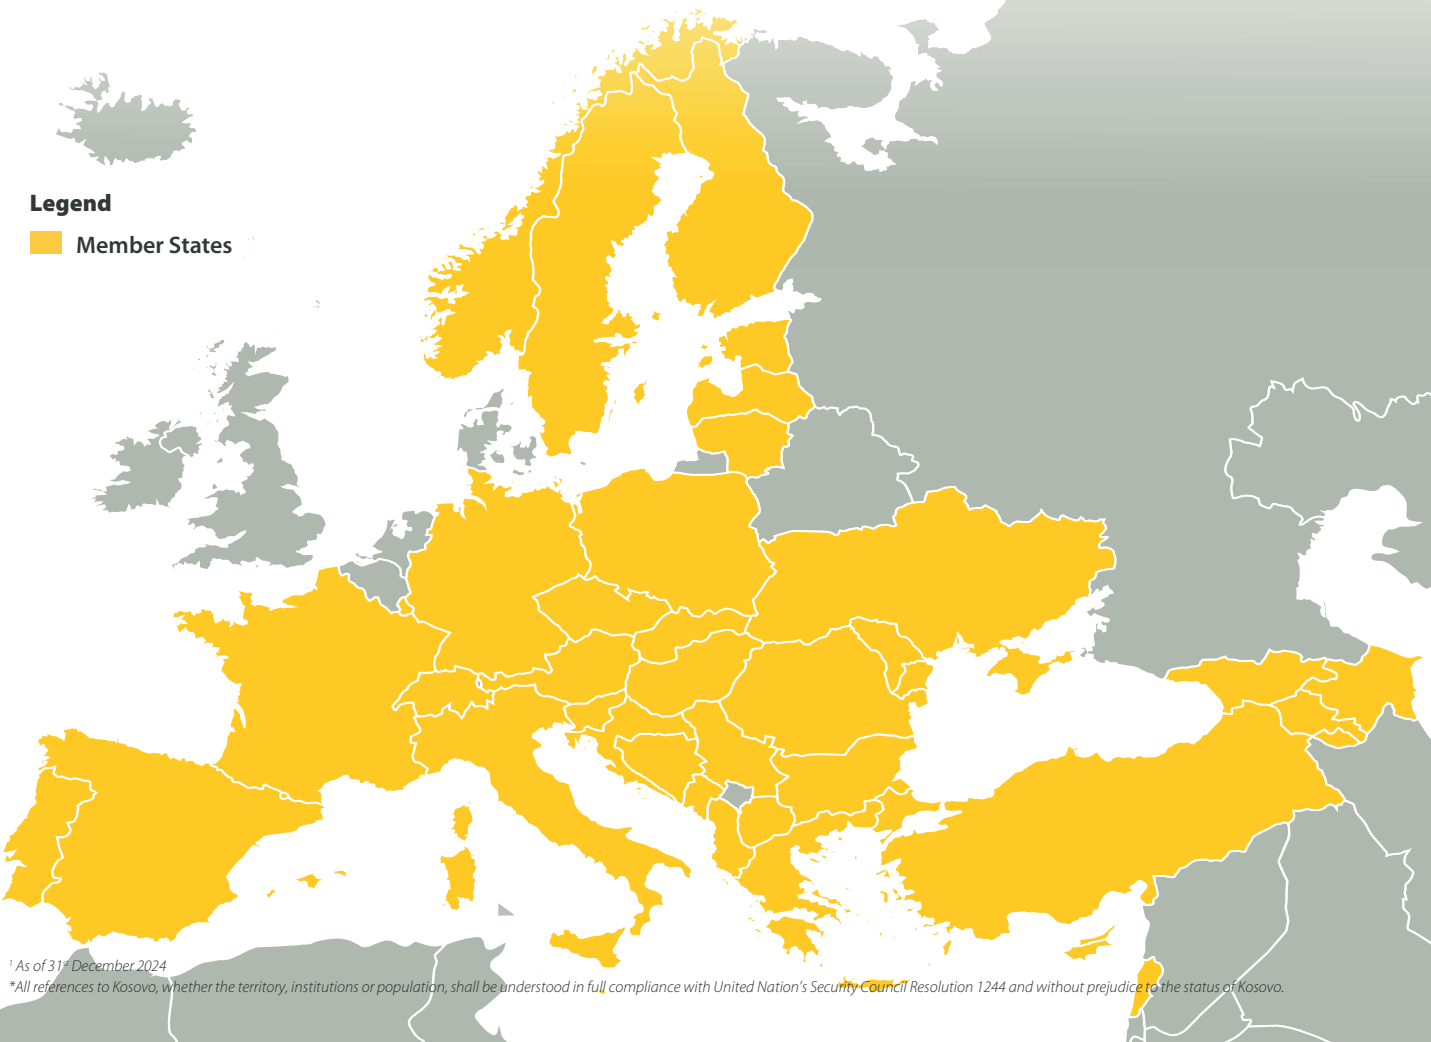 Legend
Member States
¹ As of 31ˢᵗ December 2024
*All references to Kosovo, whether the territory, institutions or population, shall be understood in full compliance with United Nation’s Security Council Resolution 1244 and without prejudice to the status of Kosovo.